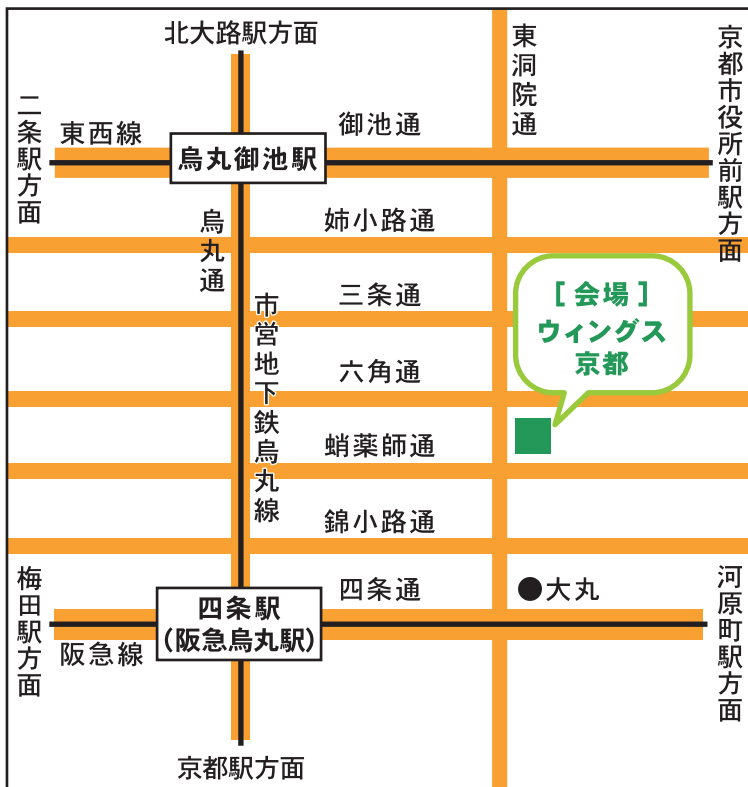 北大路駅方面
東洞院通
京都市役所前駅方面
二条駅方面
東西線
御池通
烏丸御池駅
烏丸通
姉小路通
市営地下鉄烏丸線
三条通
[ 会場 ]
ウィングス
京都
六角通
蛸薬師通
錦小路通
梅田駅方面
四条駅
(阪急烏丸駅)
四条通
大丸
河原町駅方面
阪急線
京都駅方面